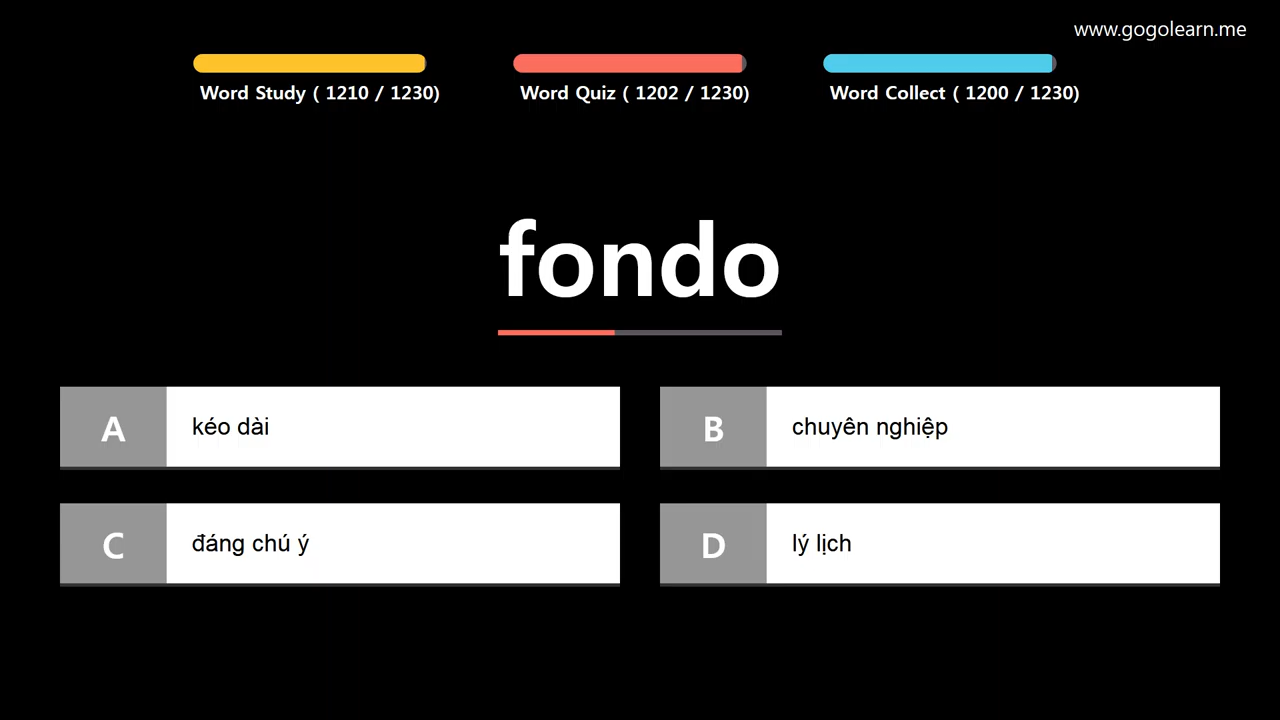 www.gogolearn.me
Word Study ( 1210 / 1230)
Word Quiz ( 1202 / 1230)
Word Collect ( 1200 / 1230)
fondo
A kéo dài
B chuyên nghiệp
C đáng chú ý
D lý lịch